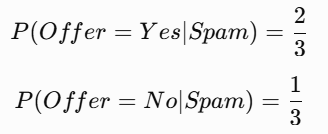 P(Offer = Yes|Spam) = 2/3
P(Offer = No|Spam) = 1/3